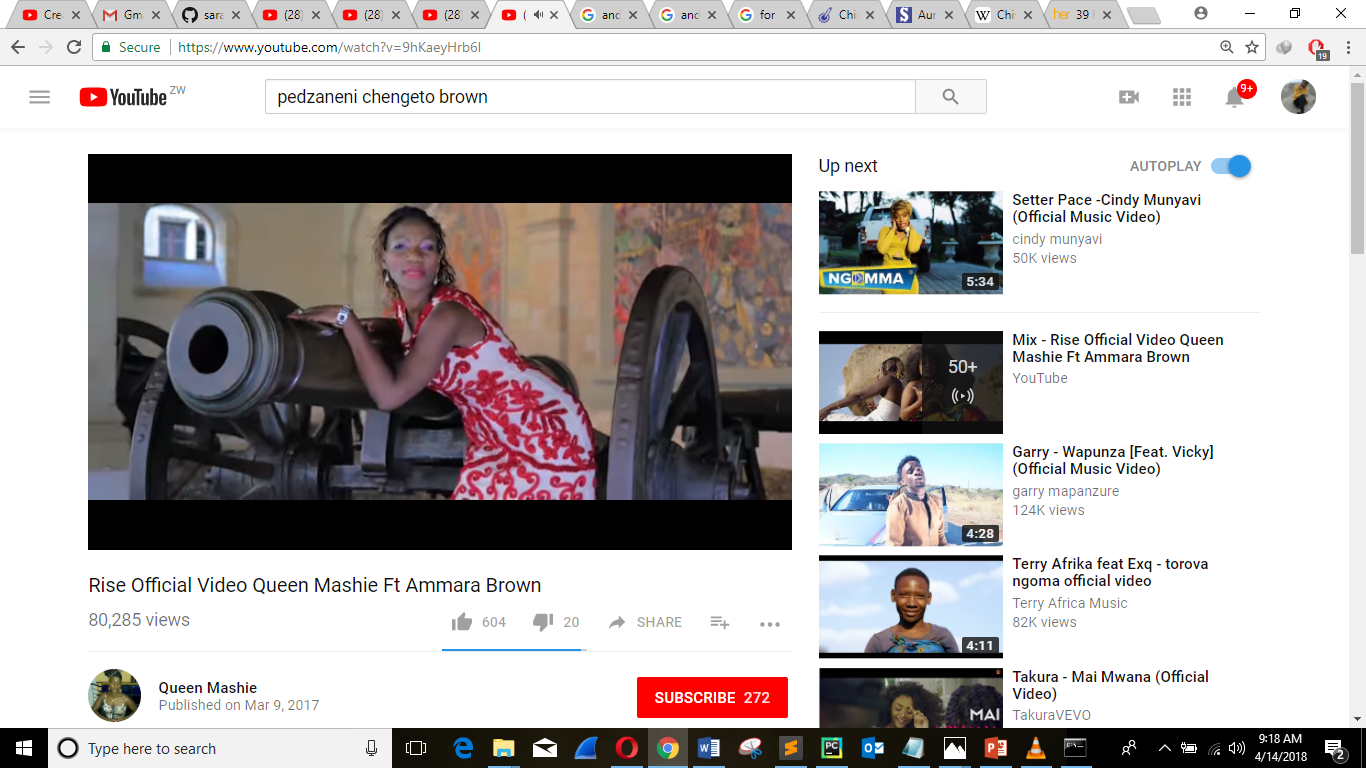 Cre
Gm
sara
(28)
(28)
(28)
(
and
and
for
Chi
Aur
Chi
her 39
Secure
https://www.youtube.com/watch?v=9hKaeyHrb6I
19
YouTube ZW
pedzaneni chengeto brown
9+
Up next
AUTOPLAY
Setter Pace -Cindy Munyavi
(Official Music Video)
cindy munyavi
50K views
NGOMMA
5:34
Mix - Rise Official Video Queen
Mashie Ft Ammara Brown
YouTube
50+
Garry - Wapunza [Feat. Vicky]
(Official Music Video)
garry mapanzure
124K views
4:28
Terry Afrika feat Exq - torova
ngoma official video
Terry Africa Music
82K views
4:11
Takura - Mai Mwana (Official
Video)
TakuraVEVO
MAI
Rise Official Video Queen Mashie Ft Ammara Brown
80,285 views
604
20
SHARE
Queen Mashie
Published on Mar 9, 2017
SUBSCRIBE 272
Type here to search
9:18 AM
4/14/2018
2